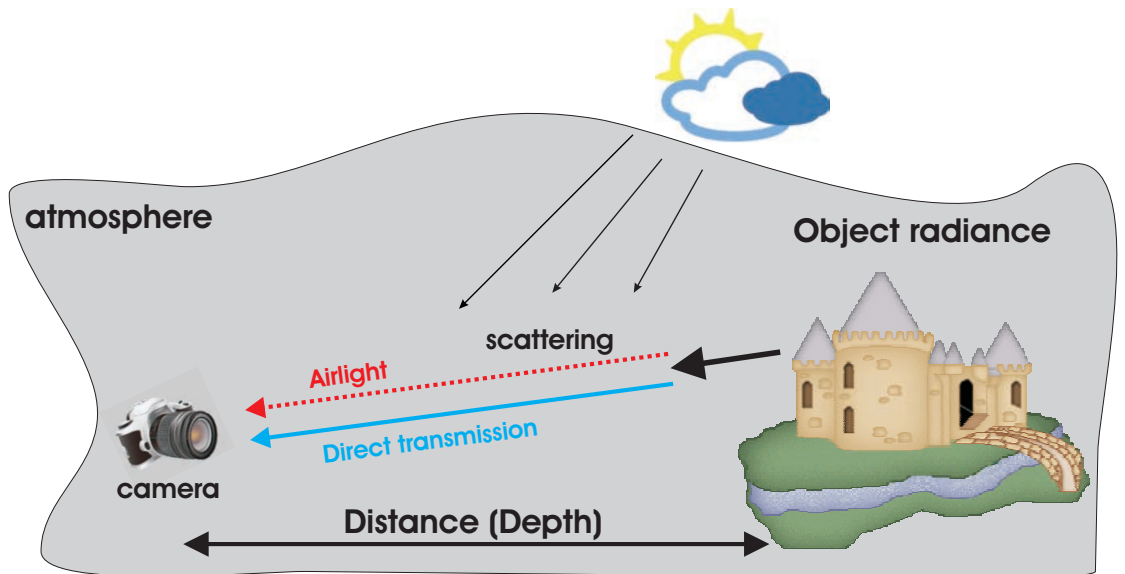 atmosphere
Object radiance
scattering
Airlight
Direct transmission
camera
Distance (Depth)